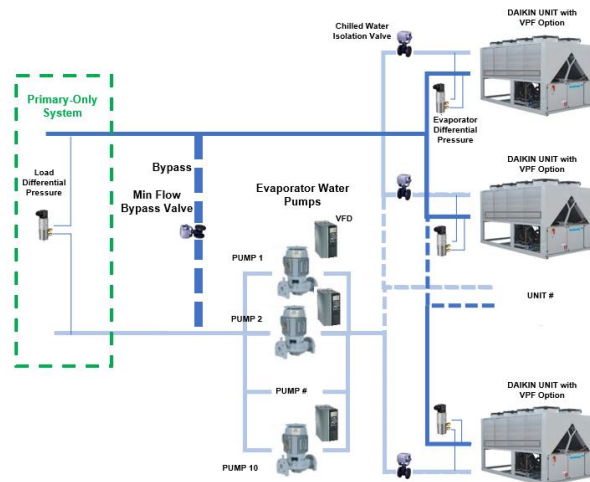 DAIKIN UNIT with
VPF Option
Chilled Water
Isolation Valve
Primary-Only
System
Evaporator
Differential
Pressure
Load
Differential
Pressure
Bypass
Min Flow
Bypass Valve
Evaporator Water
Pumps
VFD
DAIKIN UNIT with
VPF Option
PUMP 1
PUMP 2
UNIT #
PUMP #
DAIKIN UNIT with
VPF Option
PUMP 10